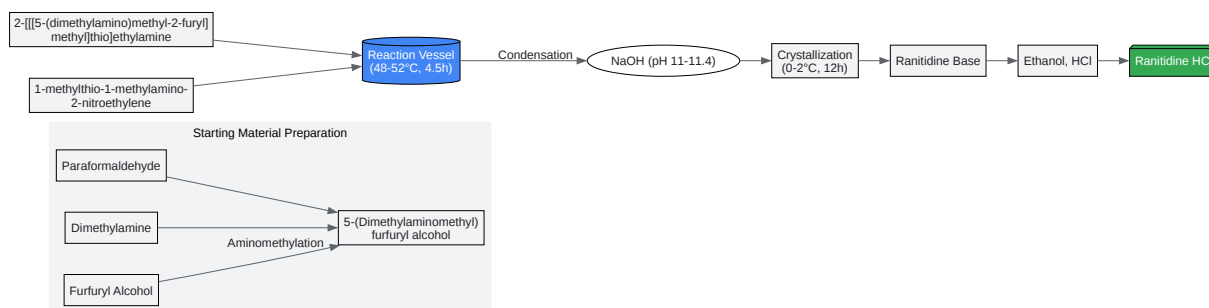 2-[[[5-(dimethylamino)methyl-2-furyl]
methyl]thio]ethylamine
1-methylthio-1-methylamino-
2-nitroethylene
Reaction Vessel
(48-52°C, 4.5h)
Condensation
NaOH (pH 11-11.4)
Crystallization
(0-2°C, 12h)
Ranitidine Base
Ethanol, HCl
Ranitidine HC
Starting Material Preparation
Paraformaldehyde
Dimethylamine
Furfuryl Alcohol
Aminomethylation
5-(Dimethylaminomethyl)
furfuryl alcohol